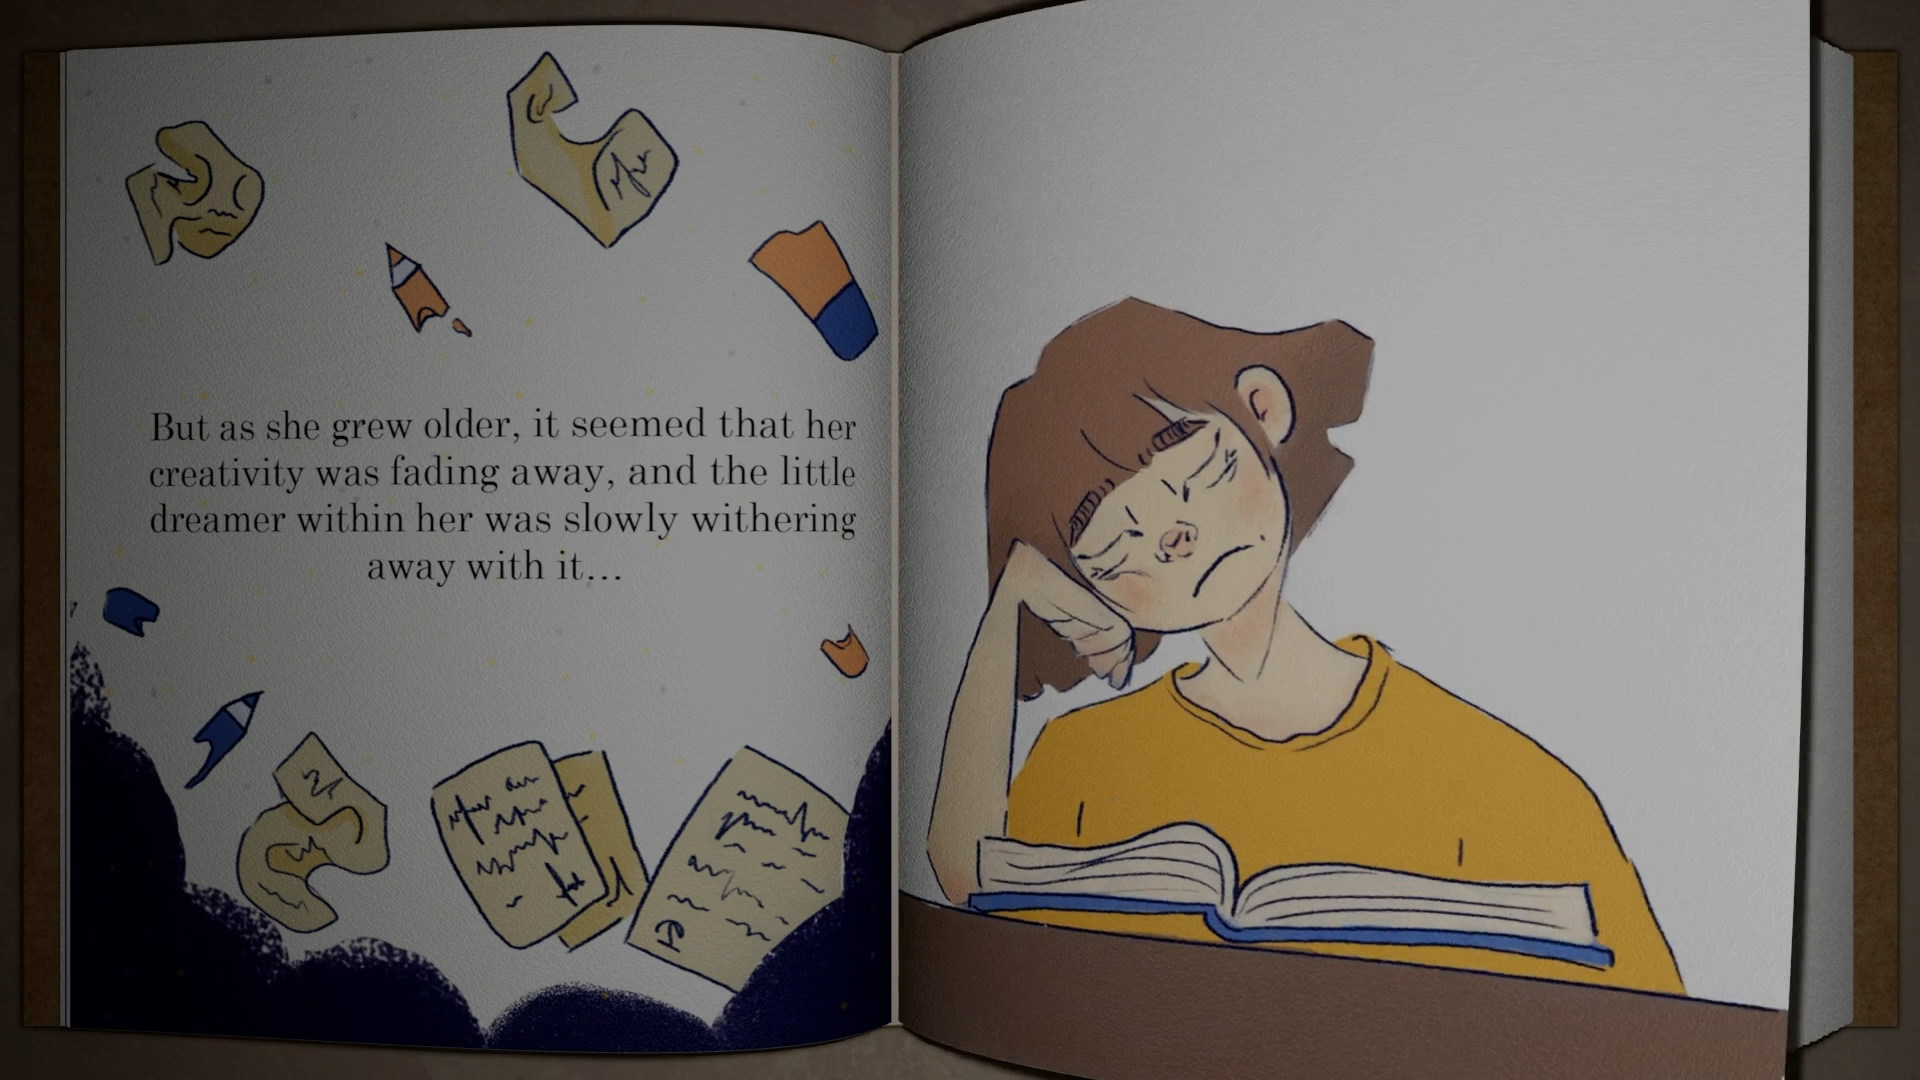 But as she grew older, it seemed that her
creativity was fading away, and the little
dreamer within her was slowly withering
away with it...